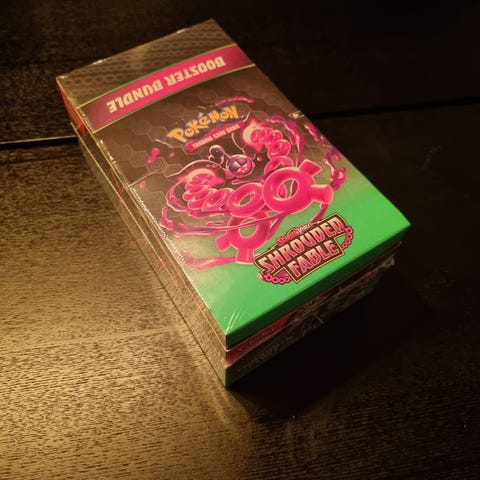 BOOSTER BUNDLE
POKÉMON
TRADING CARD GAME
SHROUDED
FABLE